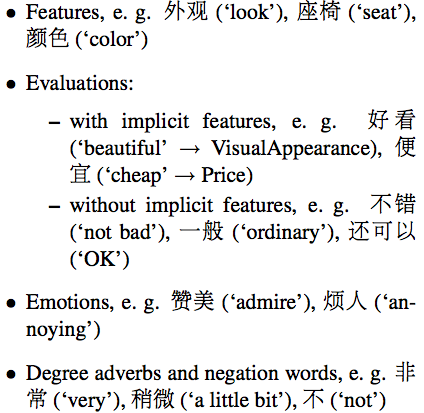 • Features, e. g. 外观 (‘look’), 座椅 (‘seat’),
颜色 (‘color’)
• Evaluations:
– with implicit features, e. g. 好看
(‘beautiful’ → VisualAppearance), 便
宜 (‘cheap’ → Price)
– without implicit features, e. g. 不错
(‘not bad’), 一般 (‘ordinary’), 还可以
(‘OK’)
• Emotions, e. g. 赞美 (‘admire’), 烦人 (‘an-
noying’)
• Degree adverbs and negation words, e. g. 非
常 (‘very’), 稍微 (‘a little bit’), 不 (‘not’)